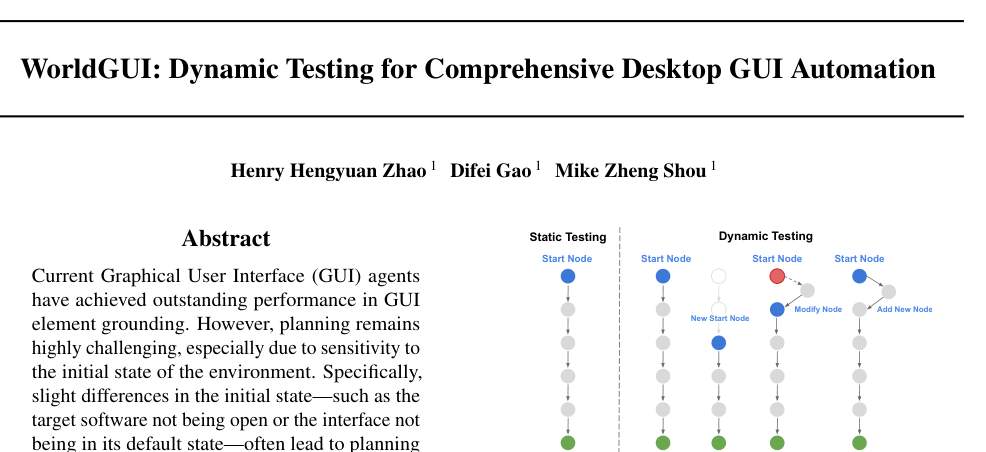 WorldGUI: Dynamic Testing for Comprehensive Desktop GUI Automation
Henry Hengyuan Zhao 1 Difei Gao 1 Mike Zheng Shou 1
Abstract
Current Graphical User Interface (GUI) agents
have achieved outstanding performance in GUI
element grounding. However, planning remains
highly challenging, especially due to sensitivity to
the initial state of the environment. Specifically,
slight differences in the initial state—such as the
target software not being open or the interface not
being in its default state—often lead to planning
Static Testing
Dynamic Testing
Start Node
Start Node
Start Node
Start Node
New Start Node
Modify Node
Add New Node